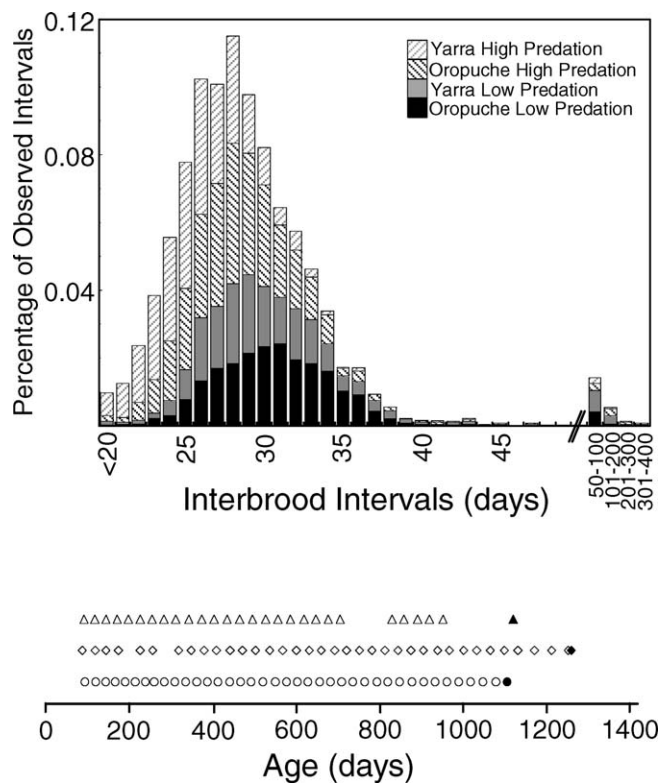 0.12
0.08
0.04
Percentage of Observed Intervals
Yarra High Predation
Oropuche High Predation
Yarra Low Predation
Oropuche Low Predation
<20
25
30
35
40
45
50-100
101-200
201-300
301-400
Interbrood Intervals (days)
0 200 400 600 800 1000 1200 1400
Age (days)